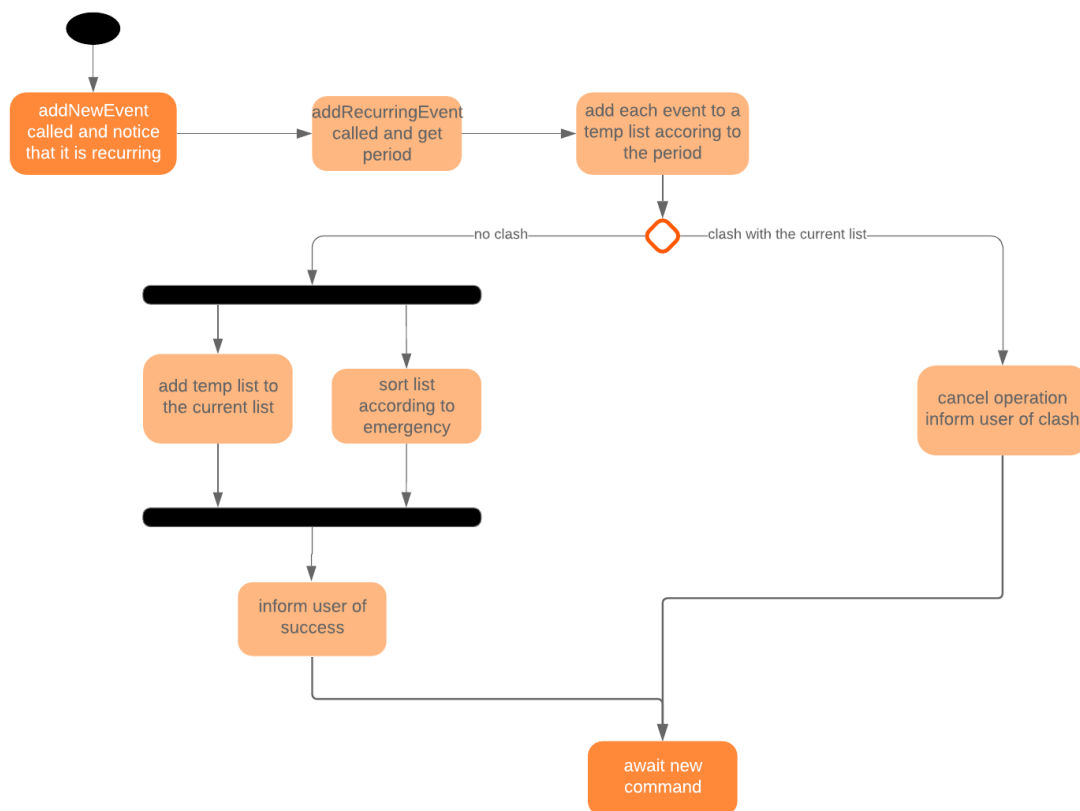 addNewEvent
called and notice
that it is recurring
addRecurringEvent
called and get
period
add each event to a
temp list accoring to
the period
no clash
clash with the current list
add temp list to
the current list
sort list
according to
emergency
cancel operation
inform user of clash
inform user of
success
await new
command